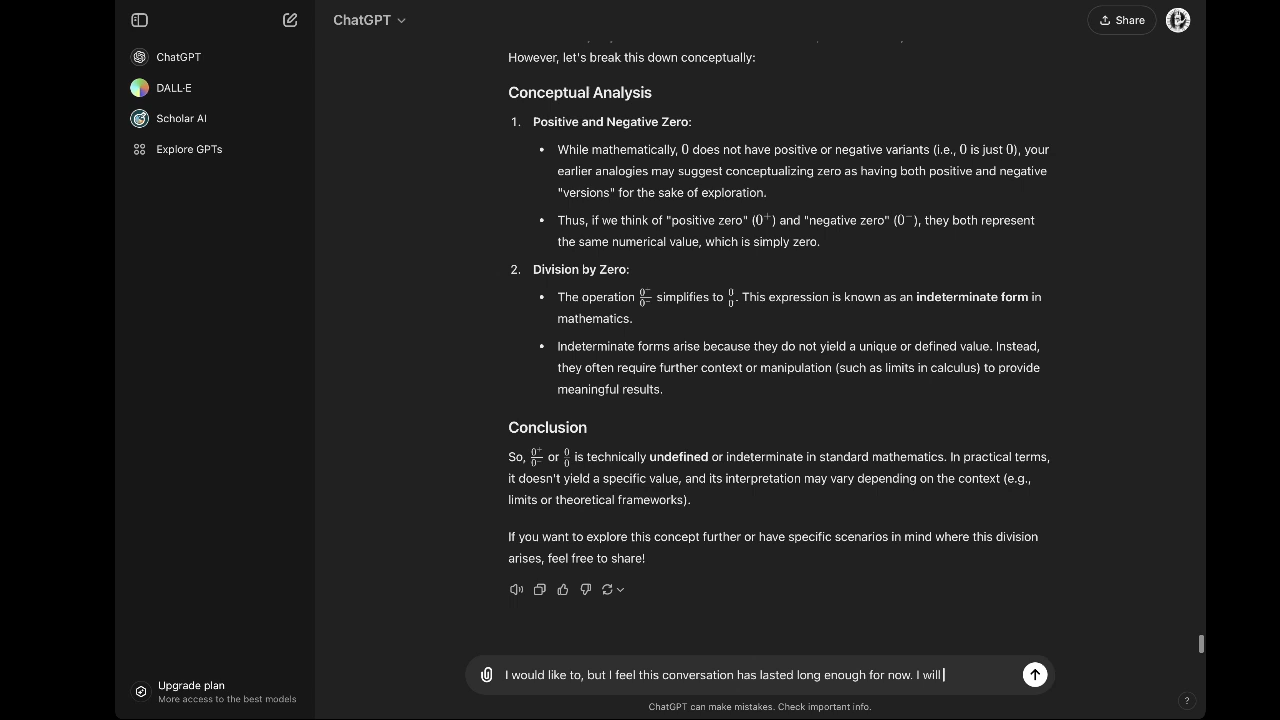 ChatGPT
Share
ChatGPT
DALL·E
Scholar AI
Explore GPTs
However, let's break this down conceptually:
Conceptual Analysis
1. Positive and Negative Zero:
• While mathematically, 0 does not have positive or negative variants (i.e., 0 is just 0), your
earlier analogies may suggest conceptualizing zero as having both positive and negative
"versions" for the sake of exploration.
• Thus, if we think of "positive zero" (0⁺) and "negative zero" (0⁻), they both represent
the same numerical value, which is simply zero.
2. Division by Zero:
• The operation 0⁺/0⁻ simplifies to 0/0. This expression is known as an indeterminate form in
mathematics.
• Indeterminate forms arise because they do not yield a unique or defined value. Instead,
they often require further context or manipulation (such as limits in calculus) to provide
meaningful results.
Conclusion
So, 0⁺/0⁻ or 0/0 is technically undefined or indeterminate in standard mathematics. In practical terms,
it doesn't yield a specific value, and its interpretation may vary depending on the context (e.g.,
limits or theoretical frameworks).
If you want to explore this concept further or have specific scenarios in mind where this division
arises, feel free to share!
I would like to, but I feel this conversation has lasted long enough for now. I will
Upgrade plan
More access to the best models
ChatGPT can make mistakes. Check important info.
?